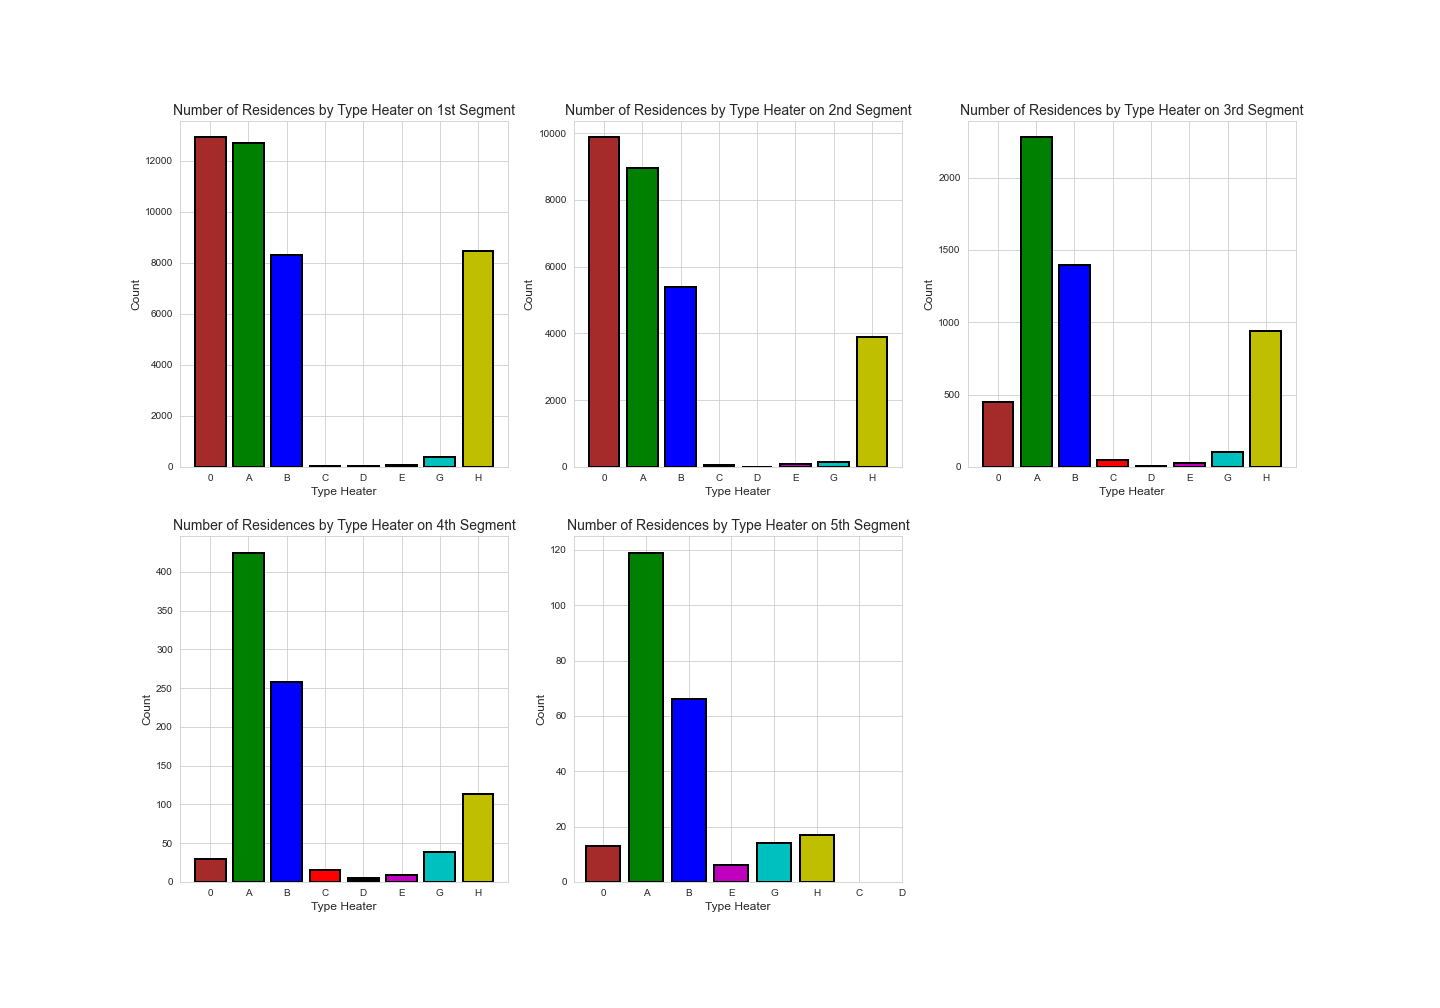 Number of Residences by Type Heater on 1st Segment
Count
12000
10000
8000
6000
4000
2000
0
0 A B C D E G H
Type Heater
Number of Residences by Type Heater on 2nd Segment
Count
10000
8000
6000
4000
2000
0
0 A B C D E G H
Type Heater
Number of Residences by Type Heater on 3rd Segment
Count
2000
1500
1000
500
0
0 A B C D E G H
Type Heater
Number of Residences by Type Heater on 4th Segment
Count
400
350
300
250
200
150
100
50
0
0 A B C D E G H
Type Heater
Number of Residences by Type Heater on 5th Segment
Count
120
100
80
60
40
20
0
0 A B E G H C D
Type Heater